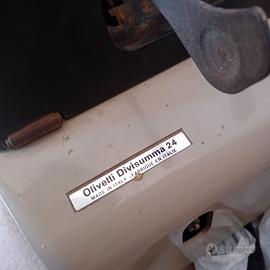 Olivetti Divisumma 24
MADE IN ITALY - FABRIQUÉ EN ITALIE